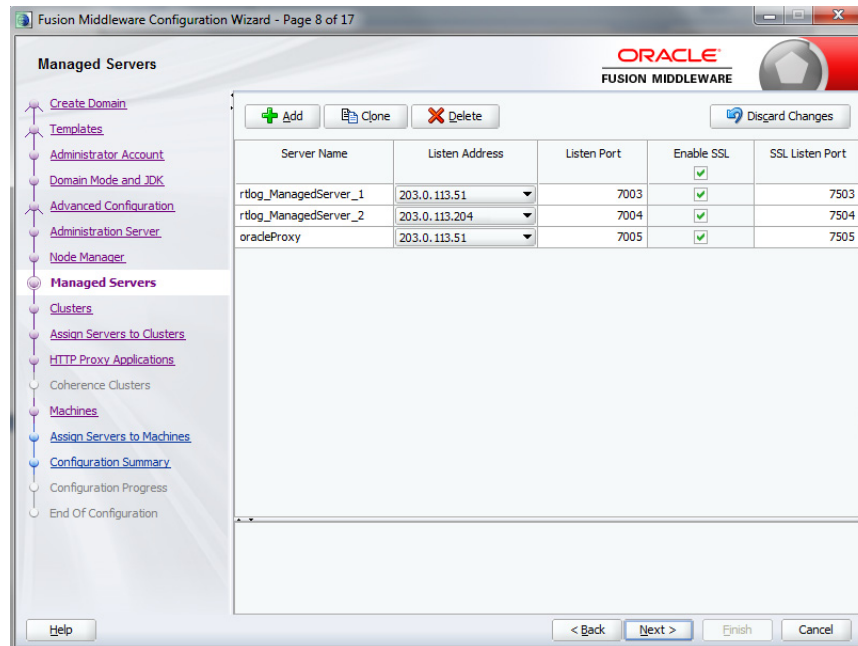 Fusion Middleware Configuration Wizard - Page 8 of 17
Managed Servers
ORACLE
FUSION MIDDLEWARE
Create Domain
Templates
Administrator Account
Domain Mode and JDK
Advanced Configuration
Administration Server
Node Manager
Managed Servers
Clusters
Assign Servers to Clusters
HTTP Proxy Applications
Coherence Clusters
Machines
Assign Servers to Machines
Configuration Summary
Configuration Progress
End Of Configuration
Add Clone Delete Discard Changes
Server Name Listen Address Listen Port Enable SSL SSL Listen Port
rtlog_ManagedServer_1 203.0.113.51 7003 7503
rtlog_ManagedServer_2 203.0.113.204 7004 7504
oracleProxy 203.0.113.51 7005 7505
Help < Back Next > Finish Cancel